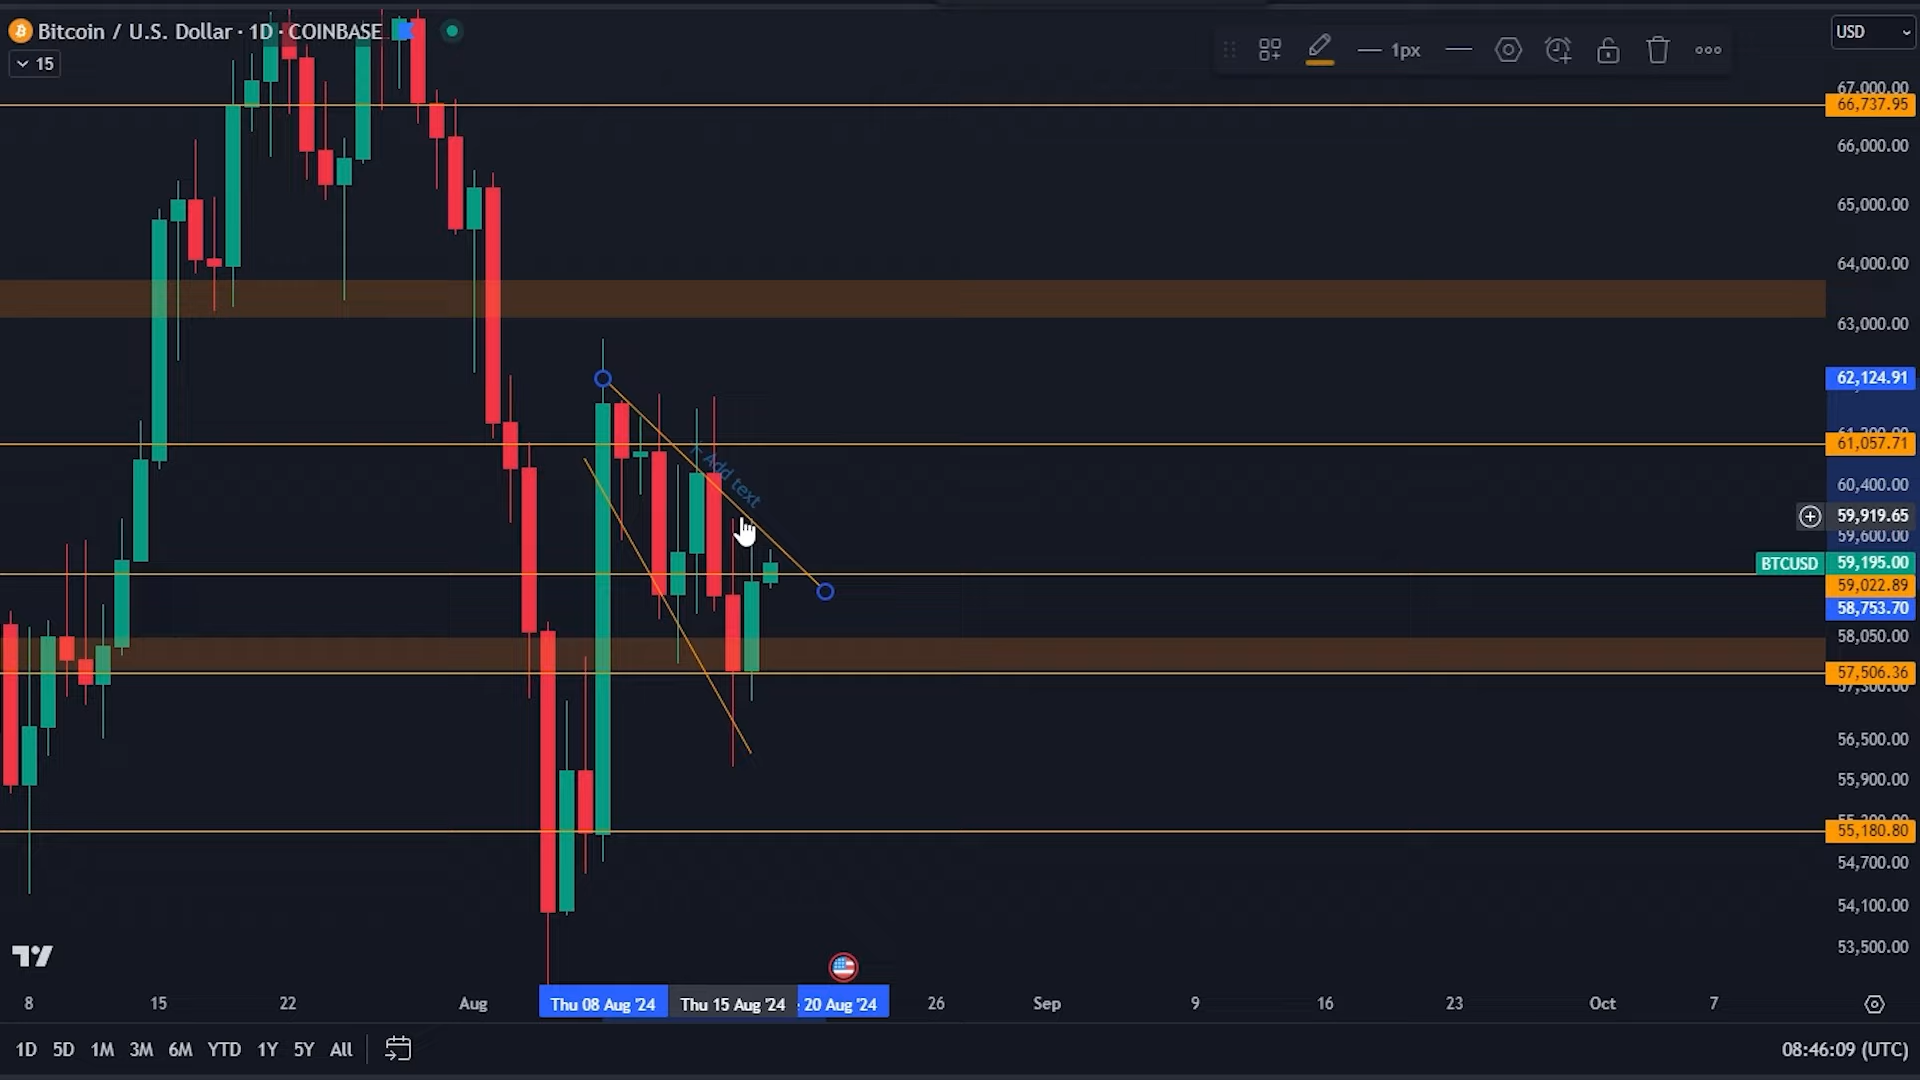 Bitcoin / U.S. Dollar · 1D · COINBASE
15
1px
USD
67,000.00
66,737.95
66,000.00
65,000.00
64,000.00
63,000.00
62,124.91
61,057.71
60,400.00
59,919.65
59,600.00
BTCUSD 59,195.00
59,022.89
58,753.70
58,050.00
57,506.36
57,300.00
56,500.00
55,900.00
55,180.80
54,700.00
54,100.00
53,500.00
+ Add text
8 15 22 Aug Thu 08 Aug '24 Thu 15 Aug '24 20 Aug '24 26 Sep 9 16 23 Oct 7
1D 5D 1M 3M 6M YTD 1Y 5Y All
08:46:09 (UTC)